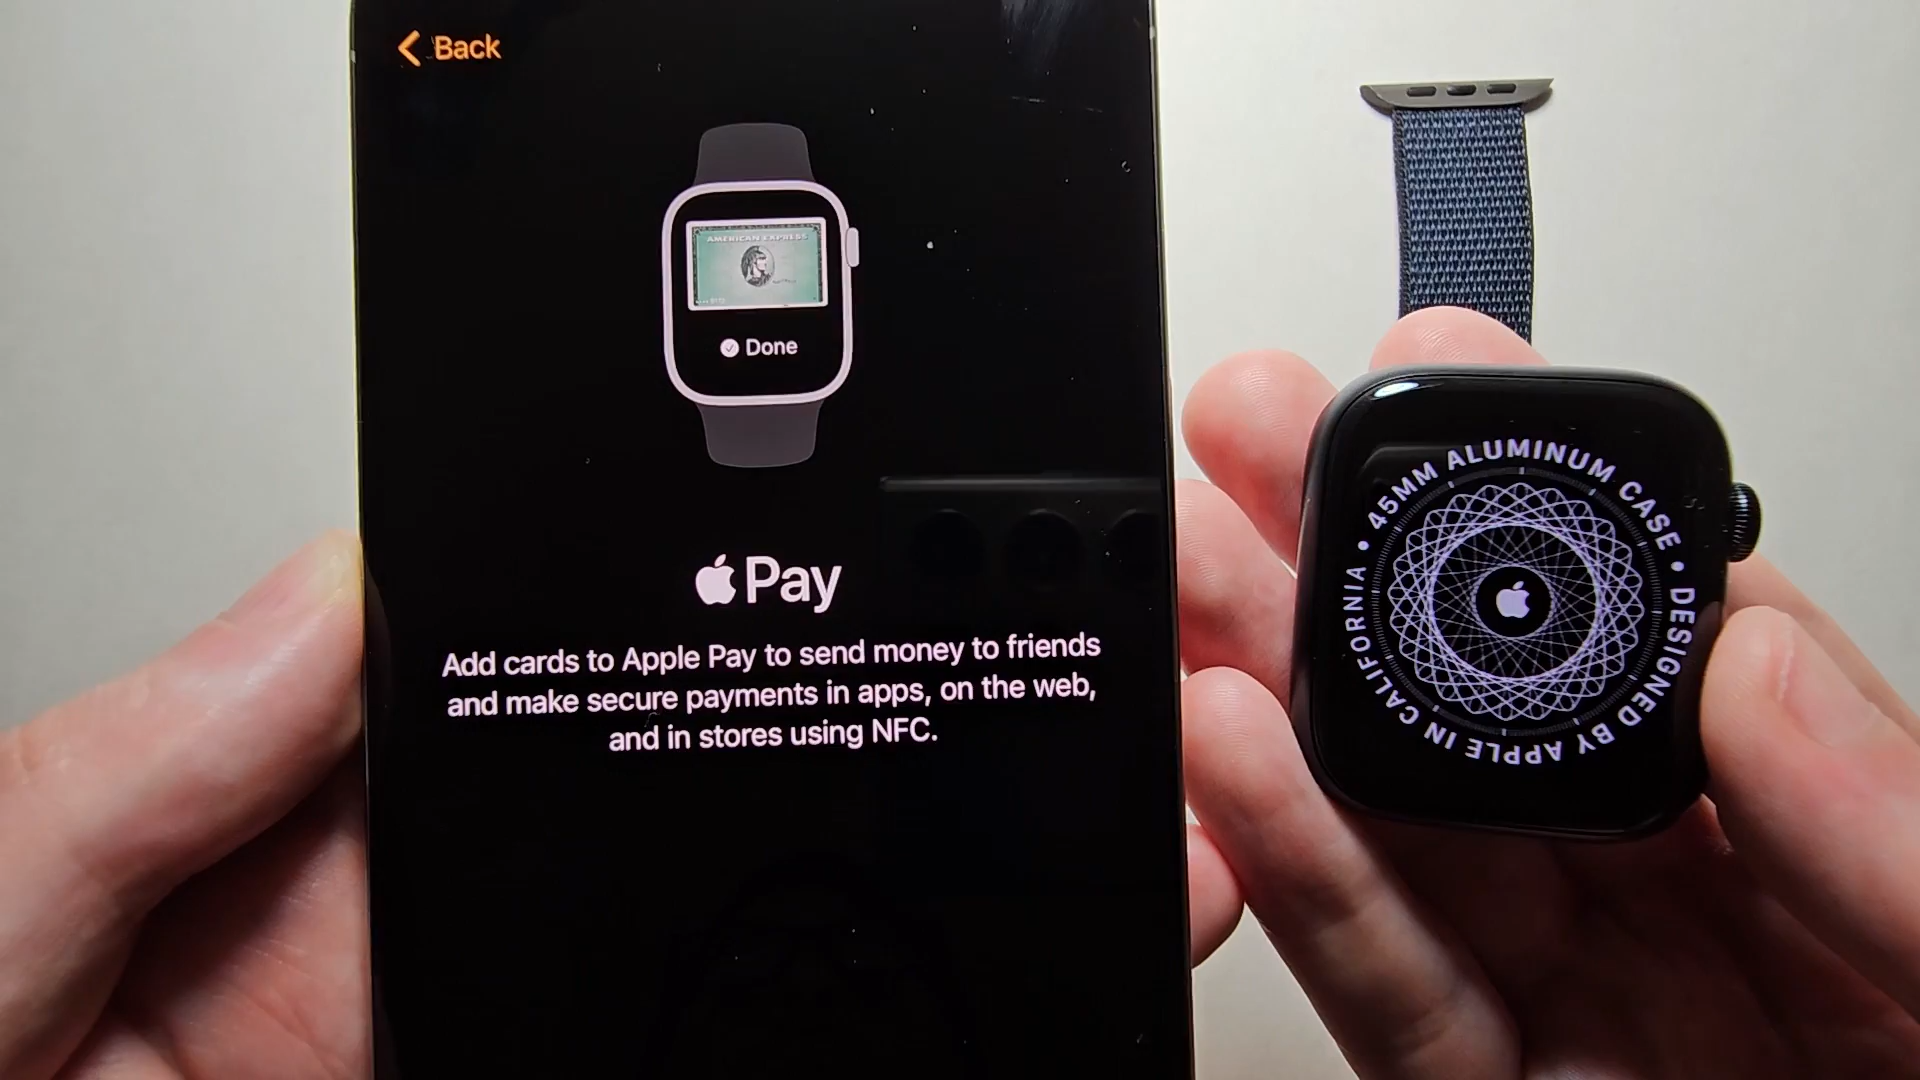 Back
AMERICAN EXPRESS
Done
Pay
Add cards to Apple Pay to send money to friends
and make secure payments in apps, on the web,
and in stores using NFC.
• 45MM ALUMINUM CASE • DESIGNED BY APPLE IN CALIFORNIA